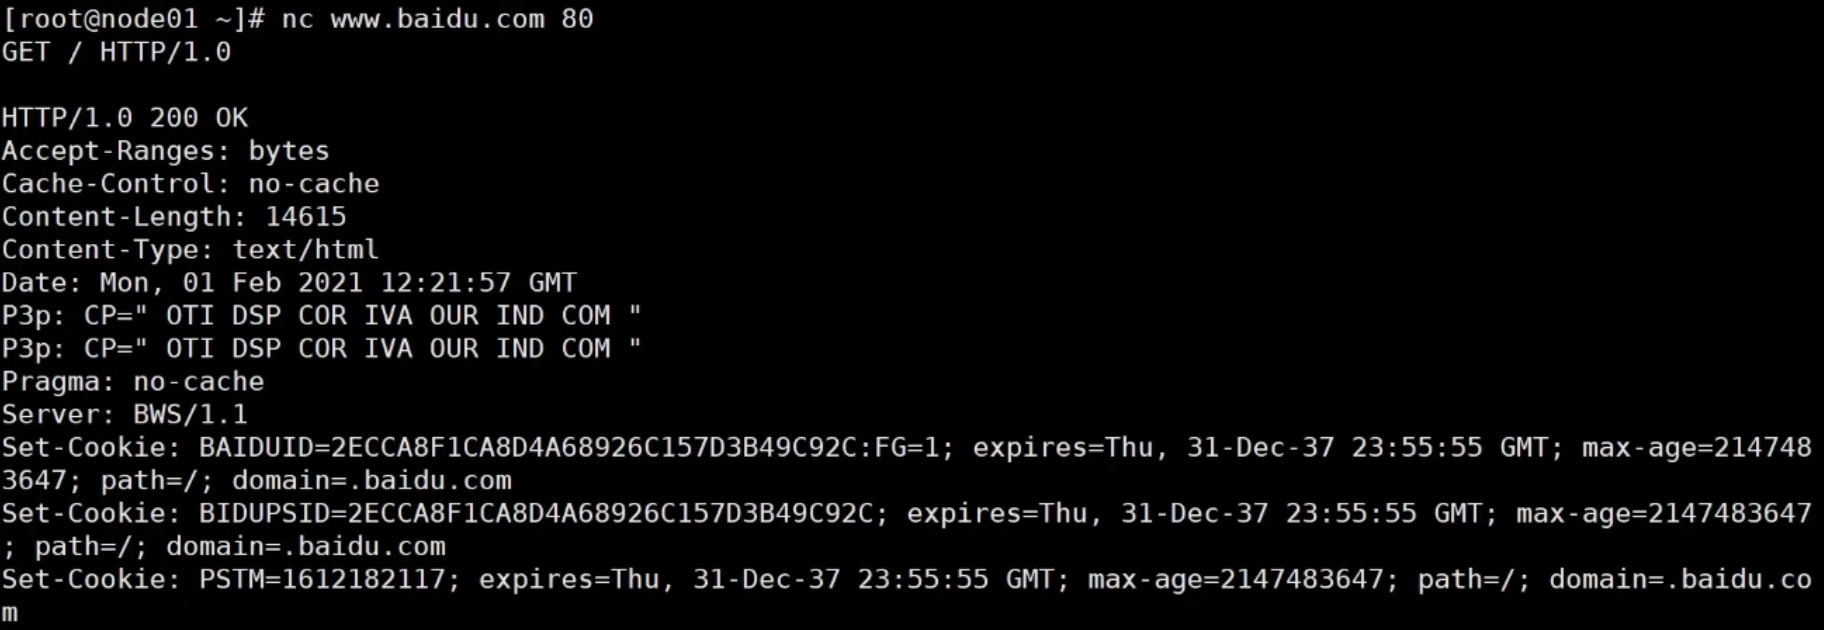 [root@node01 ~]# nc www.baidu.com 80
GET / HTTP/1.0

HTTP/1.0 200 OK
Accept-Ranges: bytes
Cache-Control: no-cache
Content-Length: 14615
Content-Type: text/html
Date: Mon, 01 Feb 2021 12:21:57 GMT
P3p: CP=" OTI DSP COR IVA OUR IND COM "
P3p: CP=" OTI DSP COR IVA OUR IND COM "
Pragma: no-cache
Server: BWS/1.1
Set-Cookie: BAIDUID=2ECCA8F1CA8D4A68926C157D3B49C92C:FG=1; expires=Thu, 31-Dec-37 23:55:55 GMT; max-age=214748
3647; path=/; domain=.baidu.com
Set-Cookie: BIDUPSID=2ECCA8F1CA8D4A68926C157D3B49C92C; expires=Thu, 31-Dec-37 23:55:55 GMT; max-age=2147483647
; path=/; domain=.baidu.com
Set-Cookie: PSTM=1612182117; expires=Thu, 31-Dec-37 23:55:55 GMT; max-age=2147483647; path=/; domain=.baidu.co
m